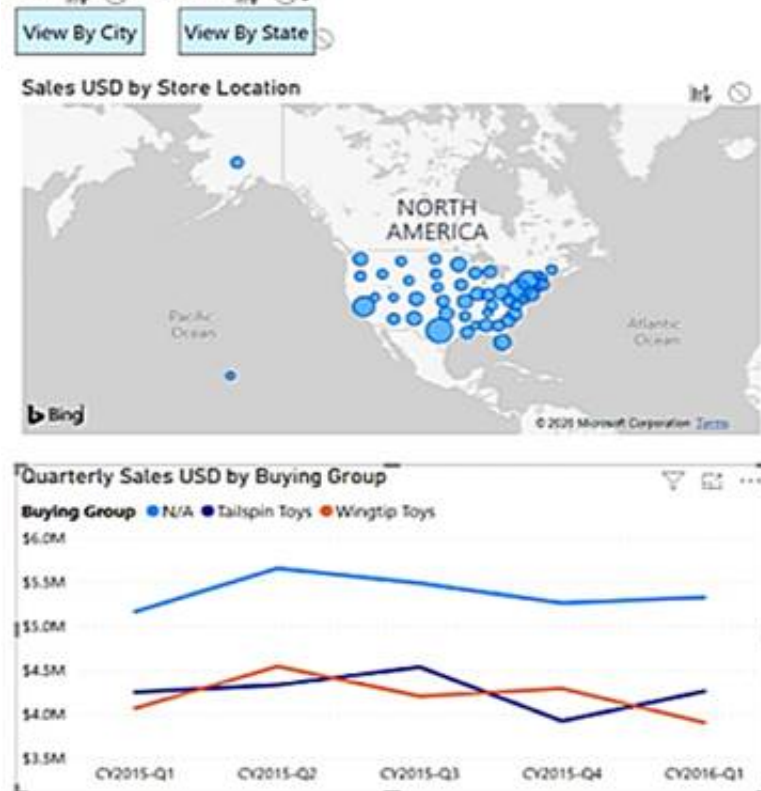 View By City View By State
Sales USD by Store Location
NORTH
AMERICA
Pacific
Ocean
Atlantic
Ocean
Bing
© 2020 Microsoft Corporation Terms
Quarterly Sales USD by Buying Group
Buying Group N/A Tailspin Toys Wingtip Toys
$6.0M
$5.5M
$5.0M
$4.5M
$4.0M
$3.5M
CY2015-Q1 CY2015-Q2 CY2015-Q3 CY2015-Q4 CY2016-Q1